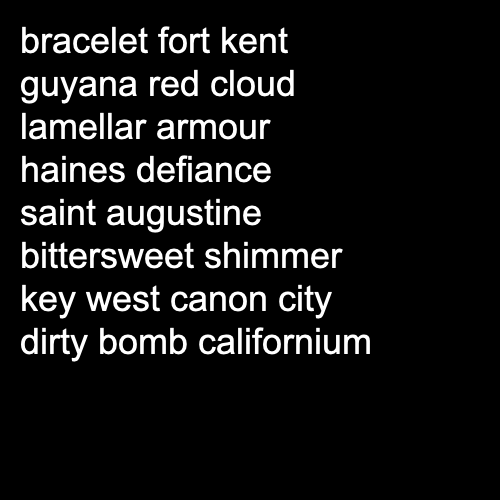 bracelet fort kent
guyana red cloud
lamellar armour
haines defiance
saint augustine
bittersweet shimmer
key west canon city
dirty bomb californium